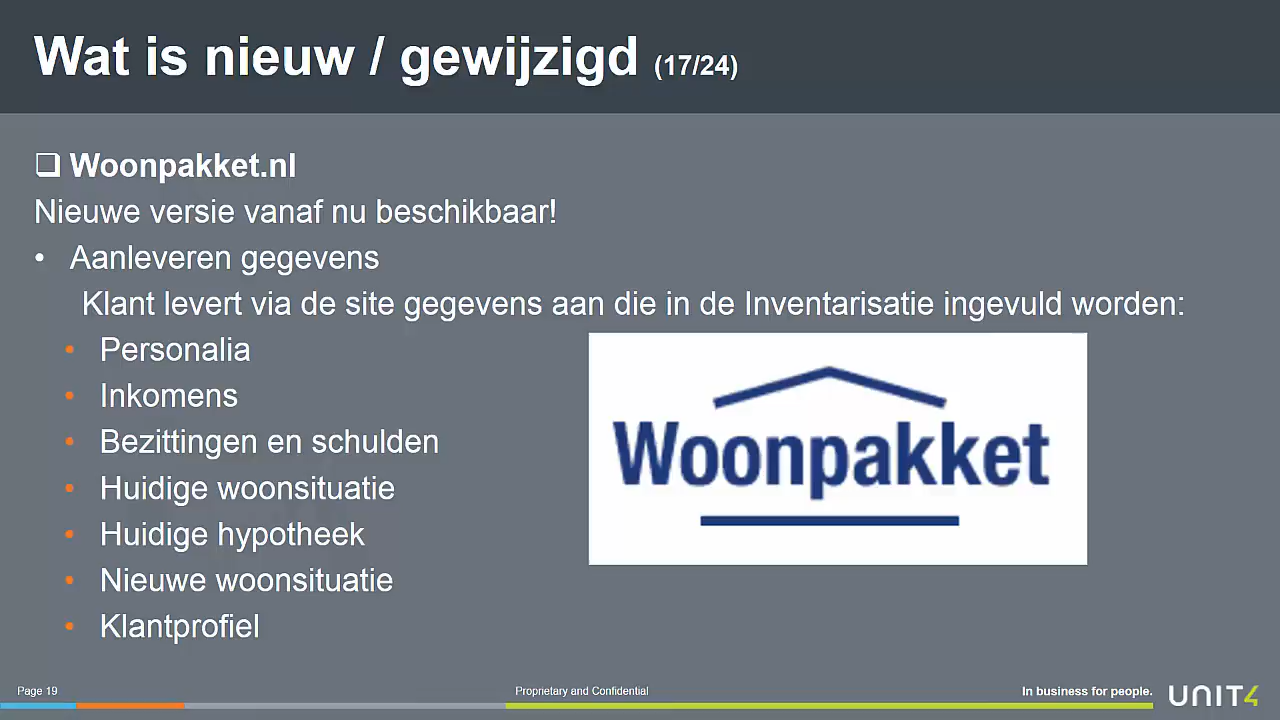 Wat is nieuw / gewijzigd (17/24)
❑ Woonpakket.nl
Nieuwe versie vanaf nu beschikbaar!
• Aanleveren gegevens
Klant levert via de site gegevens aan die in de Inventarisatie ingevuld worden:
• Personalia
• Inkomens
• Bezittingen en schulden
• Huidige woonsituatie
• Huidige hypotheek
• Nieuwe woonsituatie
• Klantprofiel
Woonpakket
Page 19
Proprietary and Confidential
In business for people.
UNIT4